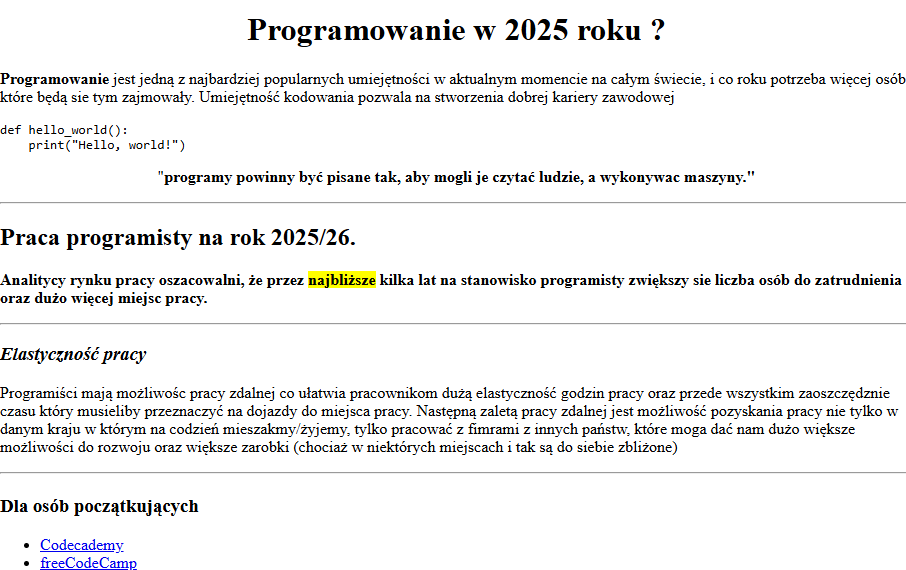 Programowanie w 2025 roku ?
Programowanie jest jedną z najbardziej popularnych umiejętności w aktualnym momencie na całym świecie, i co roku potrzeba więcej osób
które będą sie tym zajmowały. Umiejętność kodowania pozwala na stworzenia dobrej kariery zawodowej
def hello_world():
    print("Hello, world!")
"programy powinny być pisane tak, aby mogli je czytać ludzie, a wykonywac maszyny."
Praca programisty na rok 2025/26.
Analitycy rynku pracy oszacowalni, że przez najbliższe kilka lat na stanowisko programisty zwiększy sie liczba osób do zatrudnienia
oraz dużo więcej miejsc pracy.
Elastyczność pracy
Programiści mają możliwośc pracy zdalnej co ułatwia pracownikom dużą elastyczność godzin pracy oraz przede wszystkim zaoszczędznie
czasu który musieliby przeznaczyć na dojazdy do miejsca pracy. Następną zaletą pracy zdalnej jest możliwość pozyskania pracy nie tylko w
danym kraju w którym na codzień mieszakmy/żyjemy, tylko pracować z fimrami z innych państw, które moga dać nam dużo większe
możliwości do rozwoju oraz większe zarobki (chociaż w niektórych miejscach i tak są do siebie zbliżone)
Dla osób początkujących
• Codecademy
• freeCodeCamp